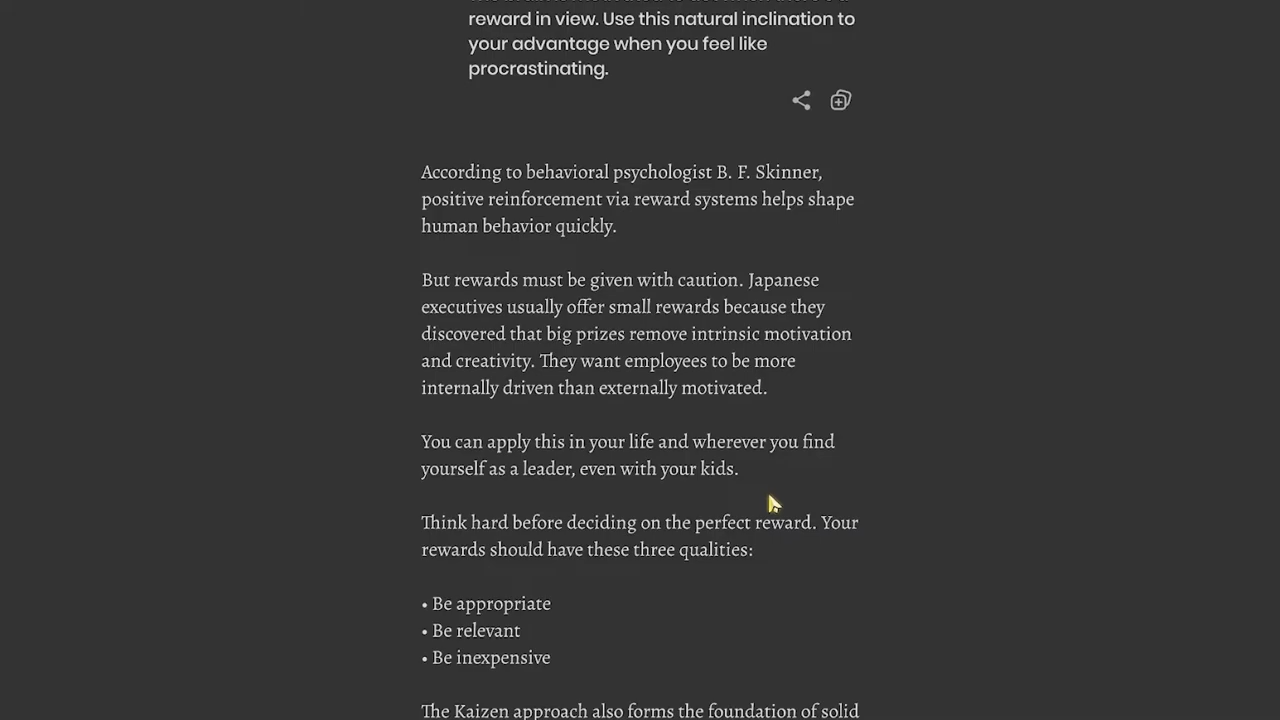 reward in view. Use this natural inclination to
your advantage when you feel like
procrastinating.
According to behavioral psychologist B. F. Skinner,
positive reinforcement via reward systems helps shape
human behavior quickly.
But rewards must be given with caution. Japanese
executives usually offer small rewards because they
discovered that big prizes remove intrinsic motivation
and creativity. They want employees to be more
internally driven than externally motivated.
You can apply this in your life and wherever you find
yourself as a leader, even with your kids.
Think hard before deciding on the perfect reward. Your
rewards should have these three qualities:
• Be appropriate
• Be relevant
• Be inexpensive
The Kaizen approach also forms the foundation of solid